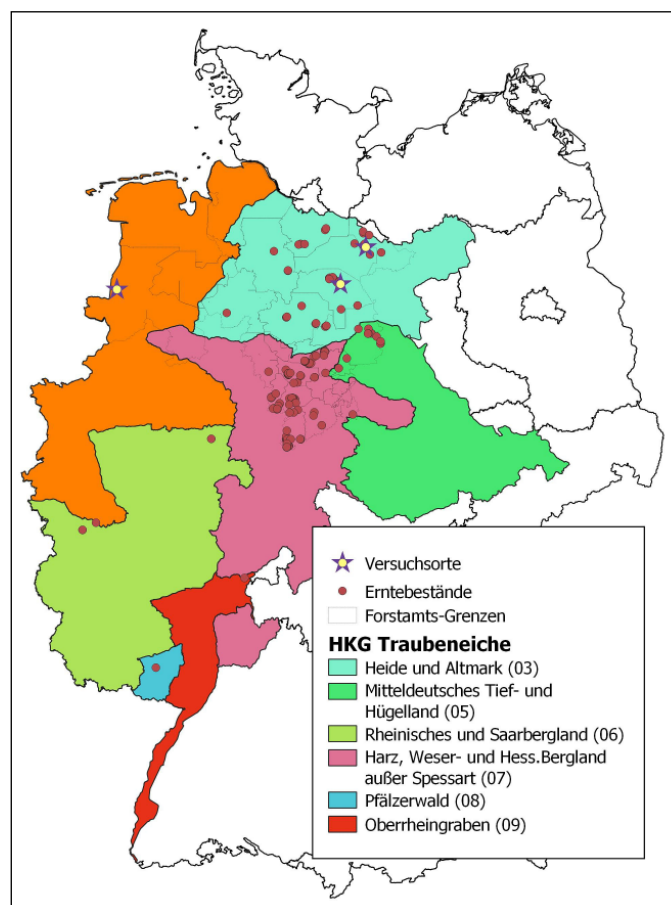 Versuchsorte
Erntebestände
Forstamts-Grenzen
HKG Traubeneiche
Heide und Altmark (03)
Mitteldeutsches Tief- und
Hügelland (05)
Rheinisches und Saarbergland (06)
Harz, Weser- und Hess.Bergland
außer Spessart (07)
Pfälzerwald (08)
Oberrheingraben (09)